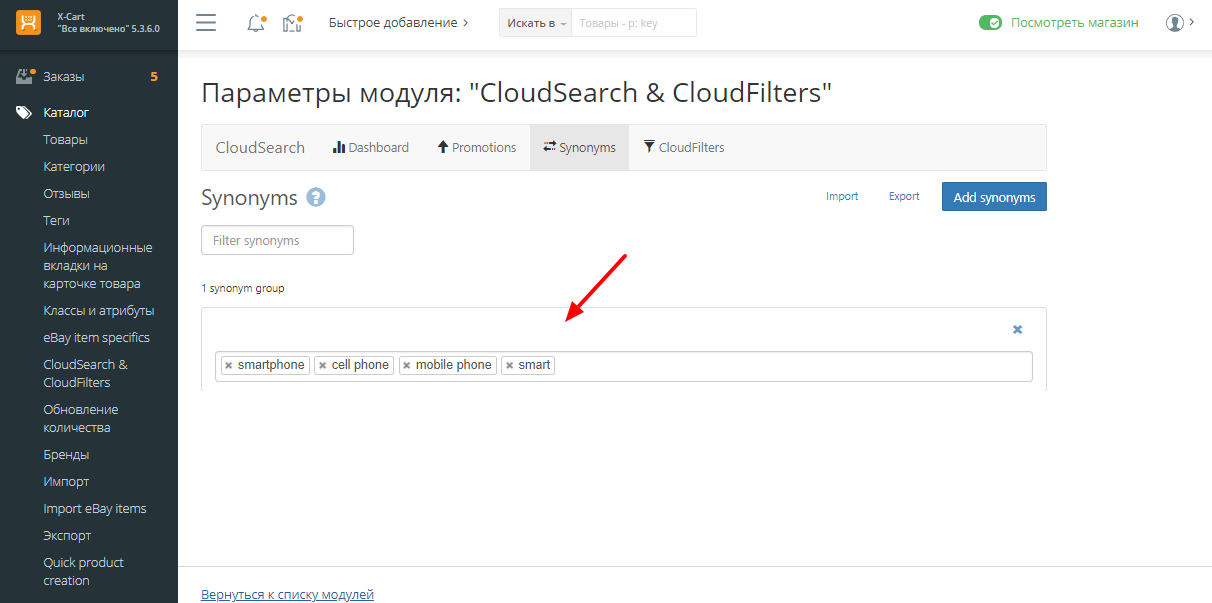 X-Cart
"Все включено" 5.3.6.0
Быстрое добавление
Искать в
Товары - p: key
Посмотреть магазин
Заказы 5
Каталог
Товары
Категории
Отзывы
Теги
Информационные
вкладки на
карточке товара
Классы и атрибуты
eBay item specifics
CloudSearch &
CloudFilters
Обновление
количества
Бренды
Импорт
Import eBay items
Экспорт
Quick product
creation
Параметры модуля: "CloudSearch & CloudFilters"
CloudSearch Dashboard Promotions Synonyms CloudFilters
Synonyms ? Import Export Add synonyms
Filter synonyms
1 synonym group
smartphone cell phone mobile phone smart
Вернуться к списку модулей